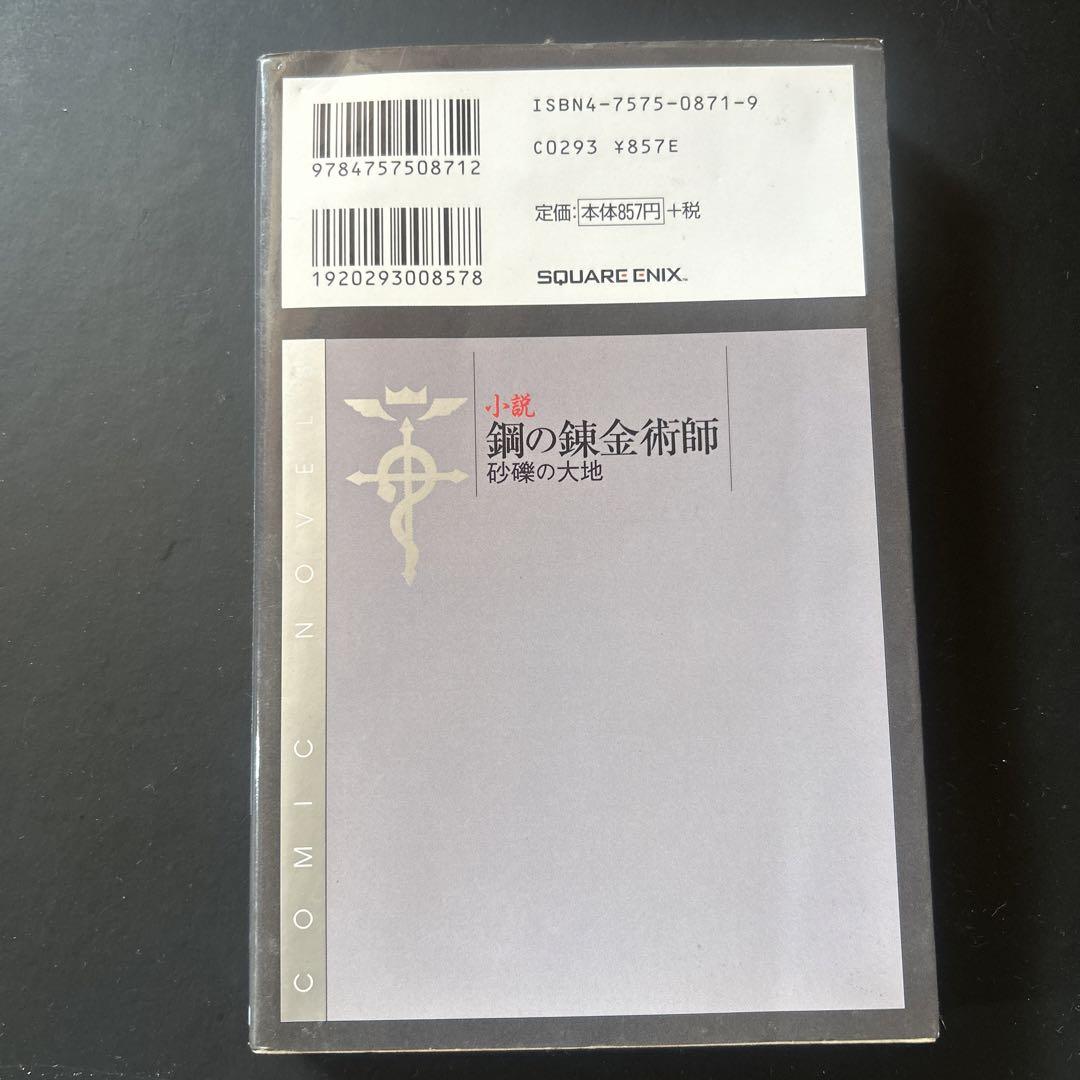 ISBN4-7575-0871-9
C0293 ¥857E
9784757508712
定価:本体857円+税
1920293008578
SQUARE ENIX™
小説
鋼の錬金術師
砂礫の大地
COMIC NOVELS